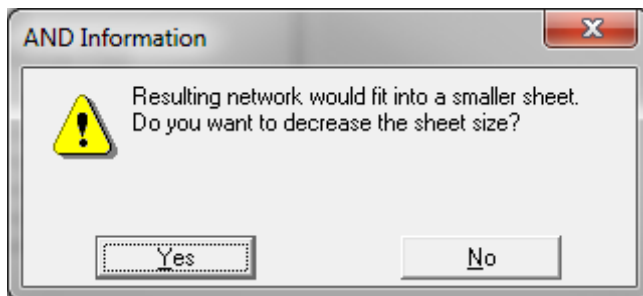 AND Information
Resulting network would fit into a smaller sheet.
Do you want to decrease the sheet size?
Yes
No